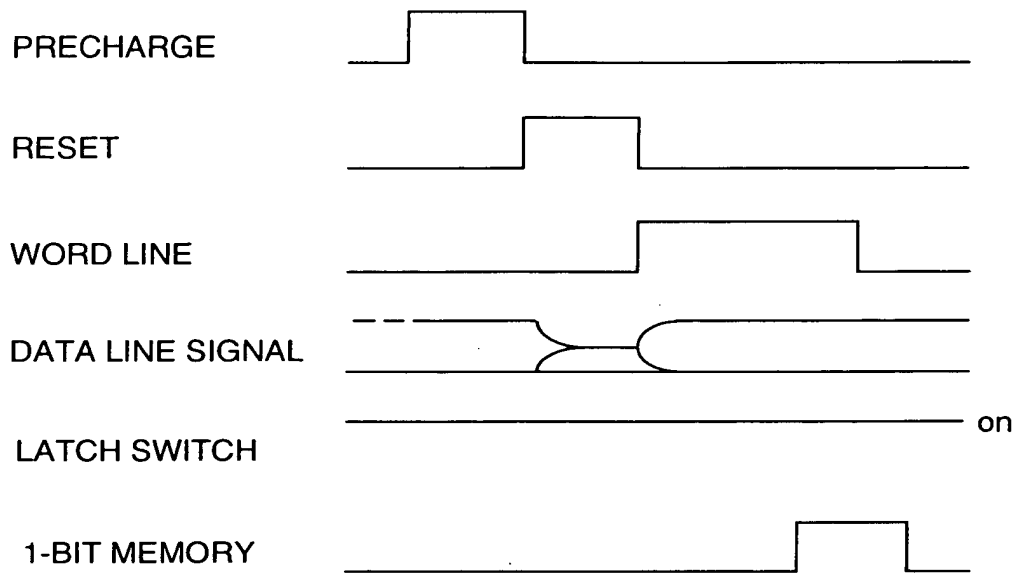 PRECHARGE
RESET
WORD LINE
DATA LINE SIGNAL
on
LATCH SWITCH
1-BIT MEMORY